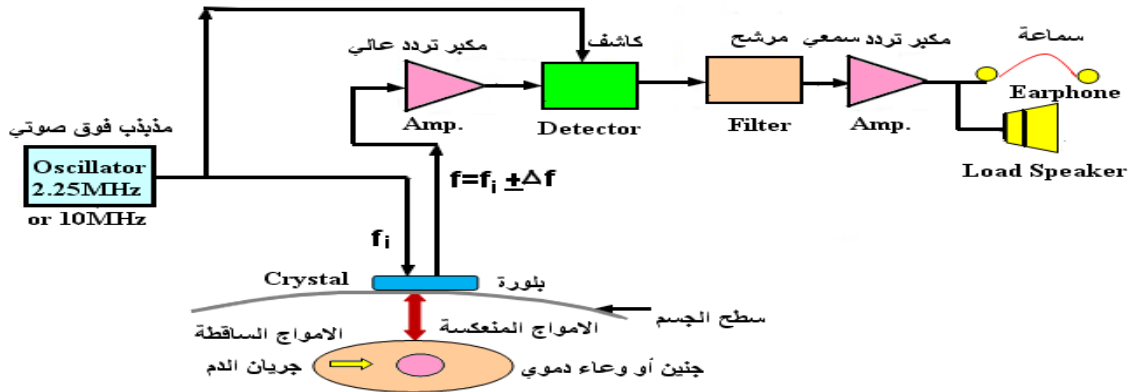 مكبر تردد عالي
كاشف
مرشح
مكبر تردد سمعي
سماعة
Amp.
Detector
Filter
Amp.
Earphone
Load Speaker
مذبذب فوق صوتي
Oscillator
2.25MHz
or 10MHz
f=fi ±Δf
fi
Crystal
بلورة
سطح الجسم
الامواج الساقطة
الامواج المنعكسة
جريان الدم
جنين أو وعاء دموي